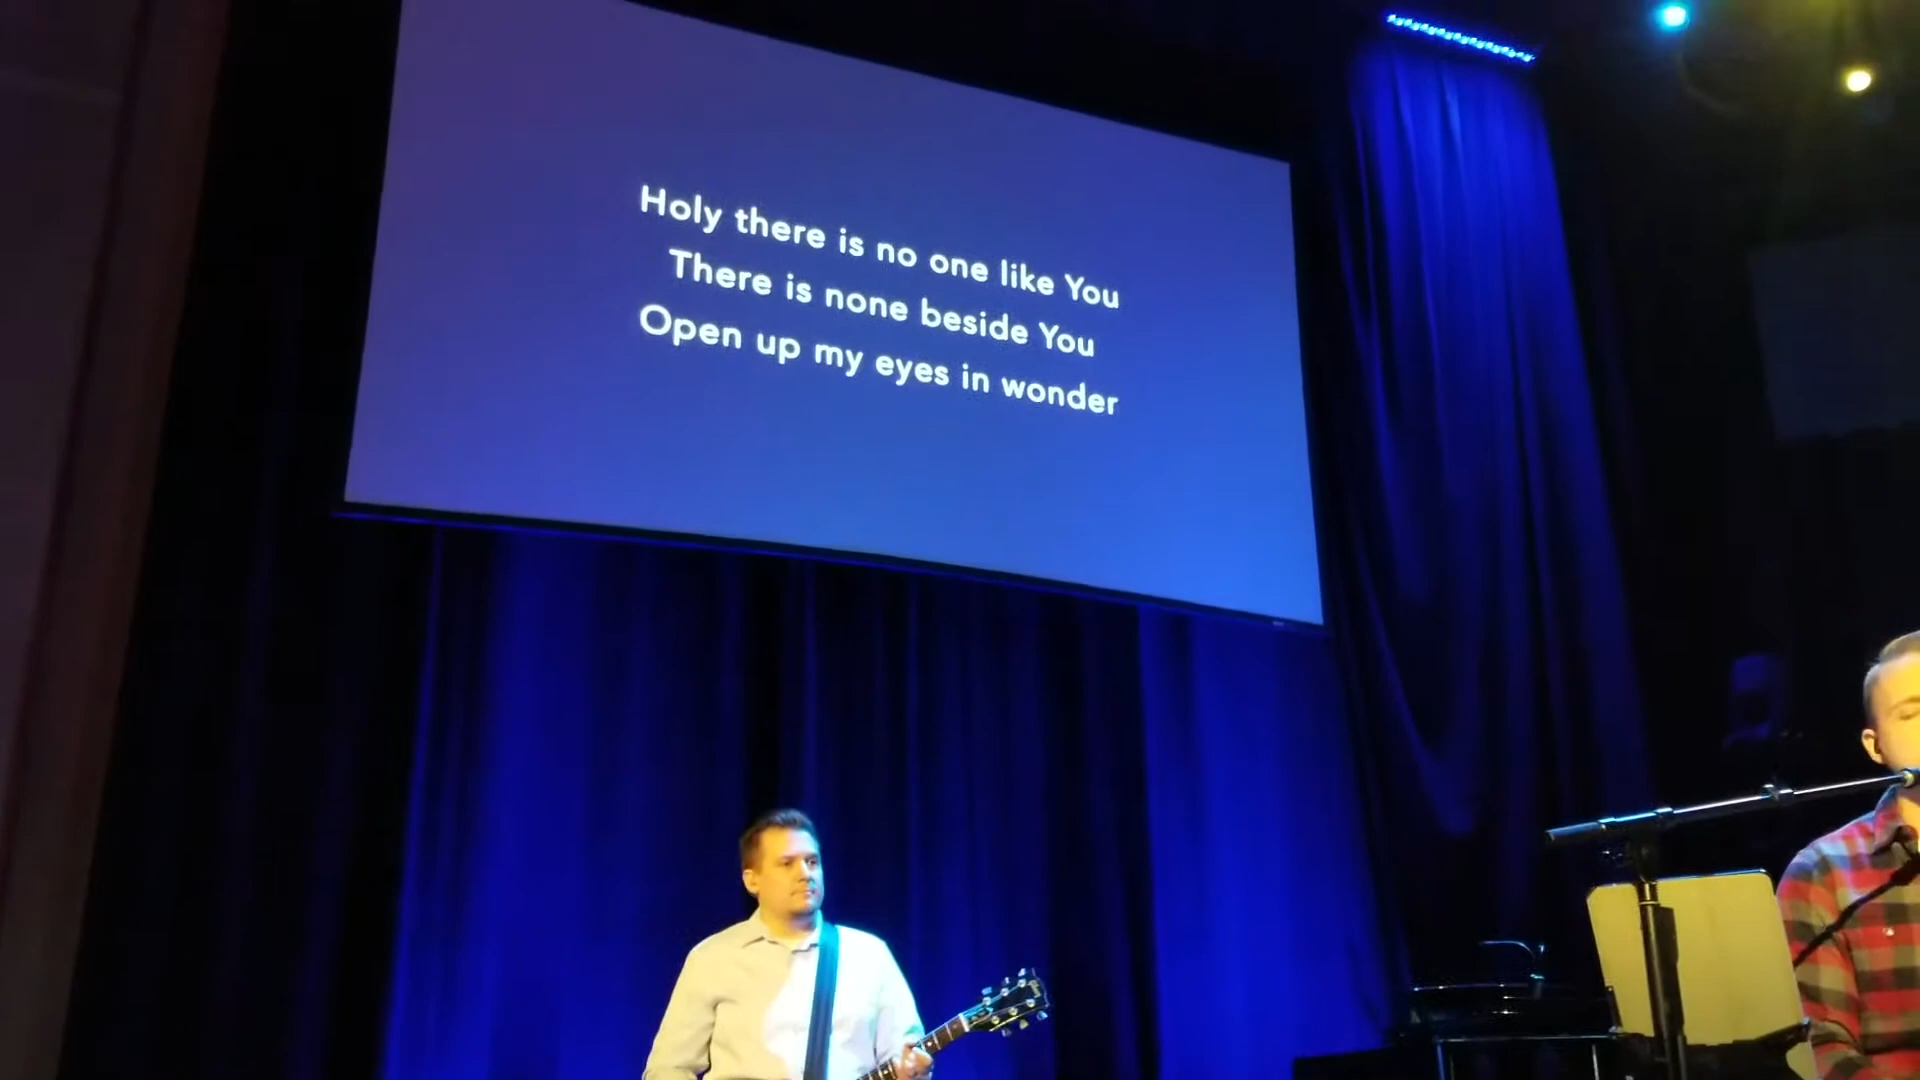 Holy there is no one like You
There is none beside You
Open up my eyes in wonder